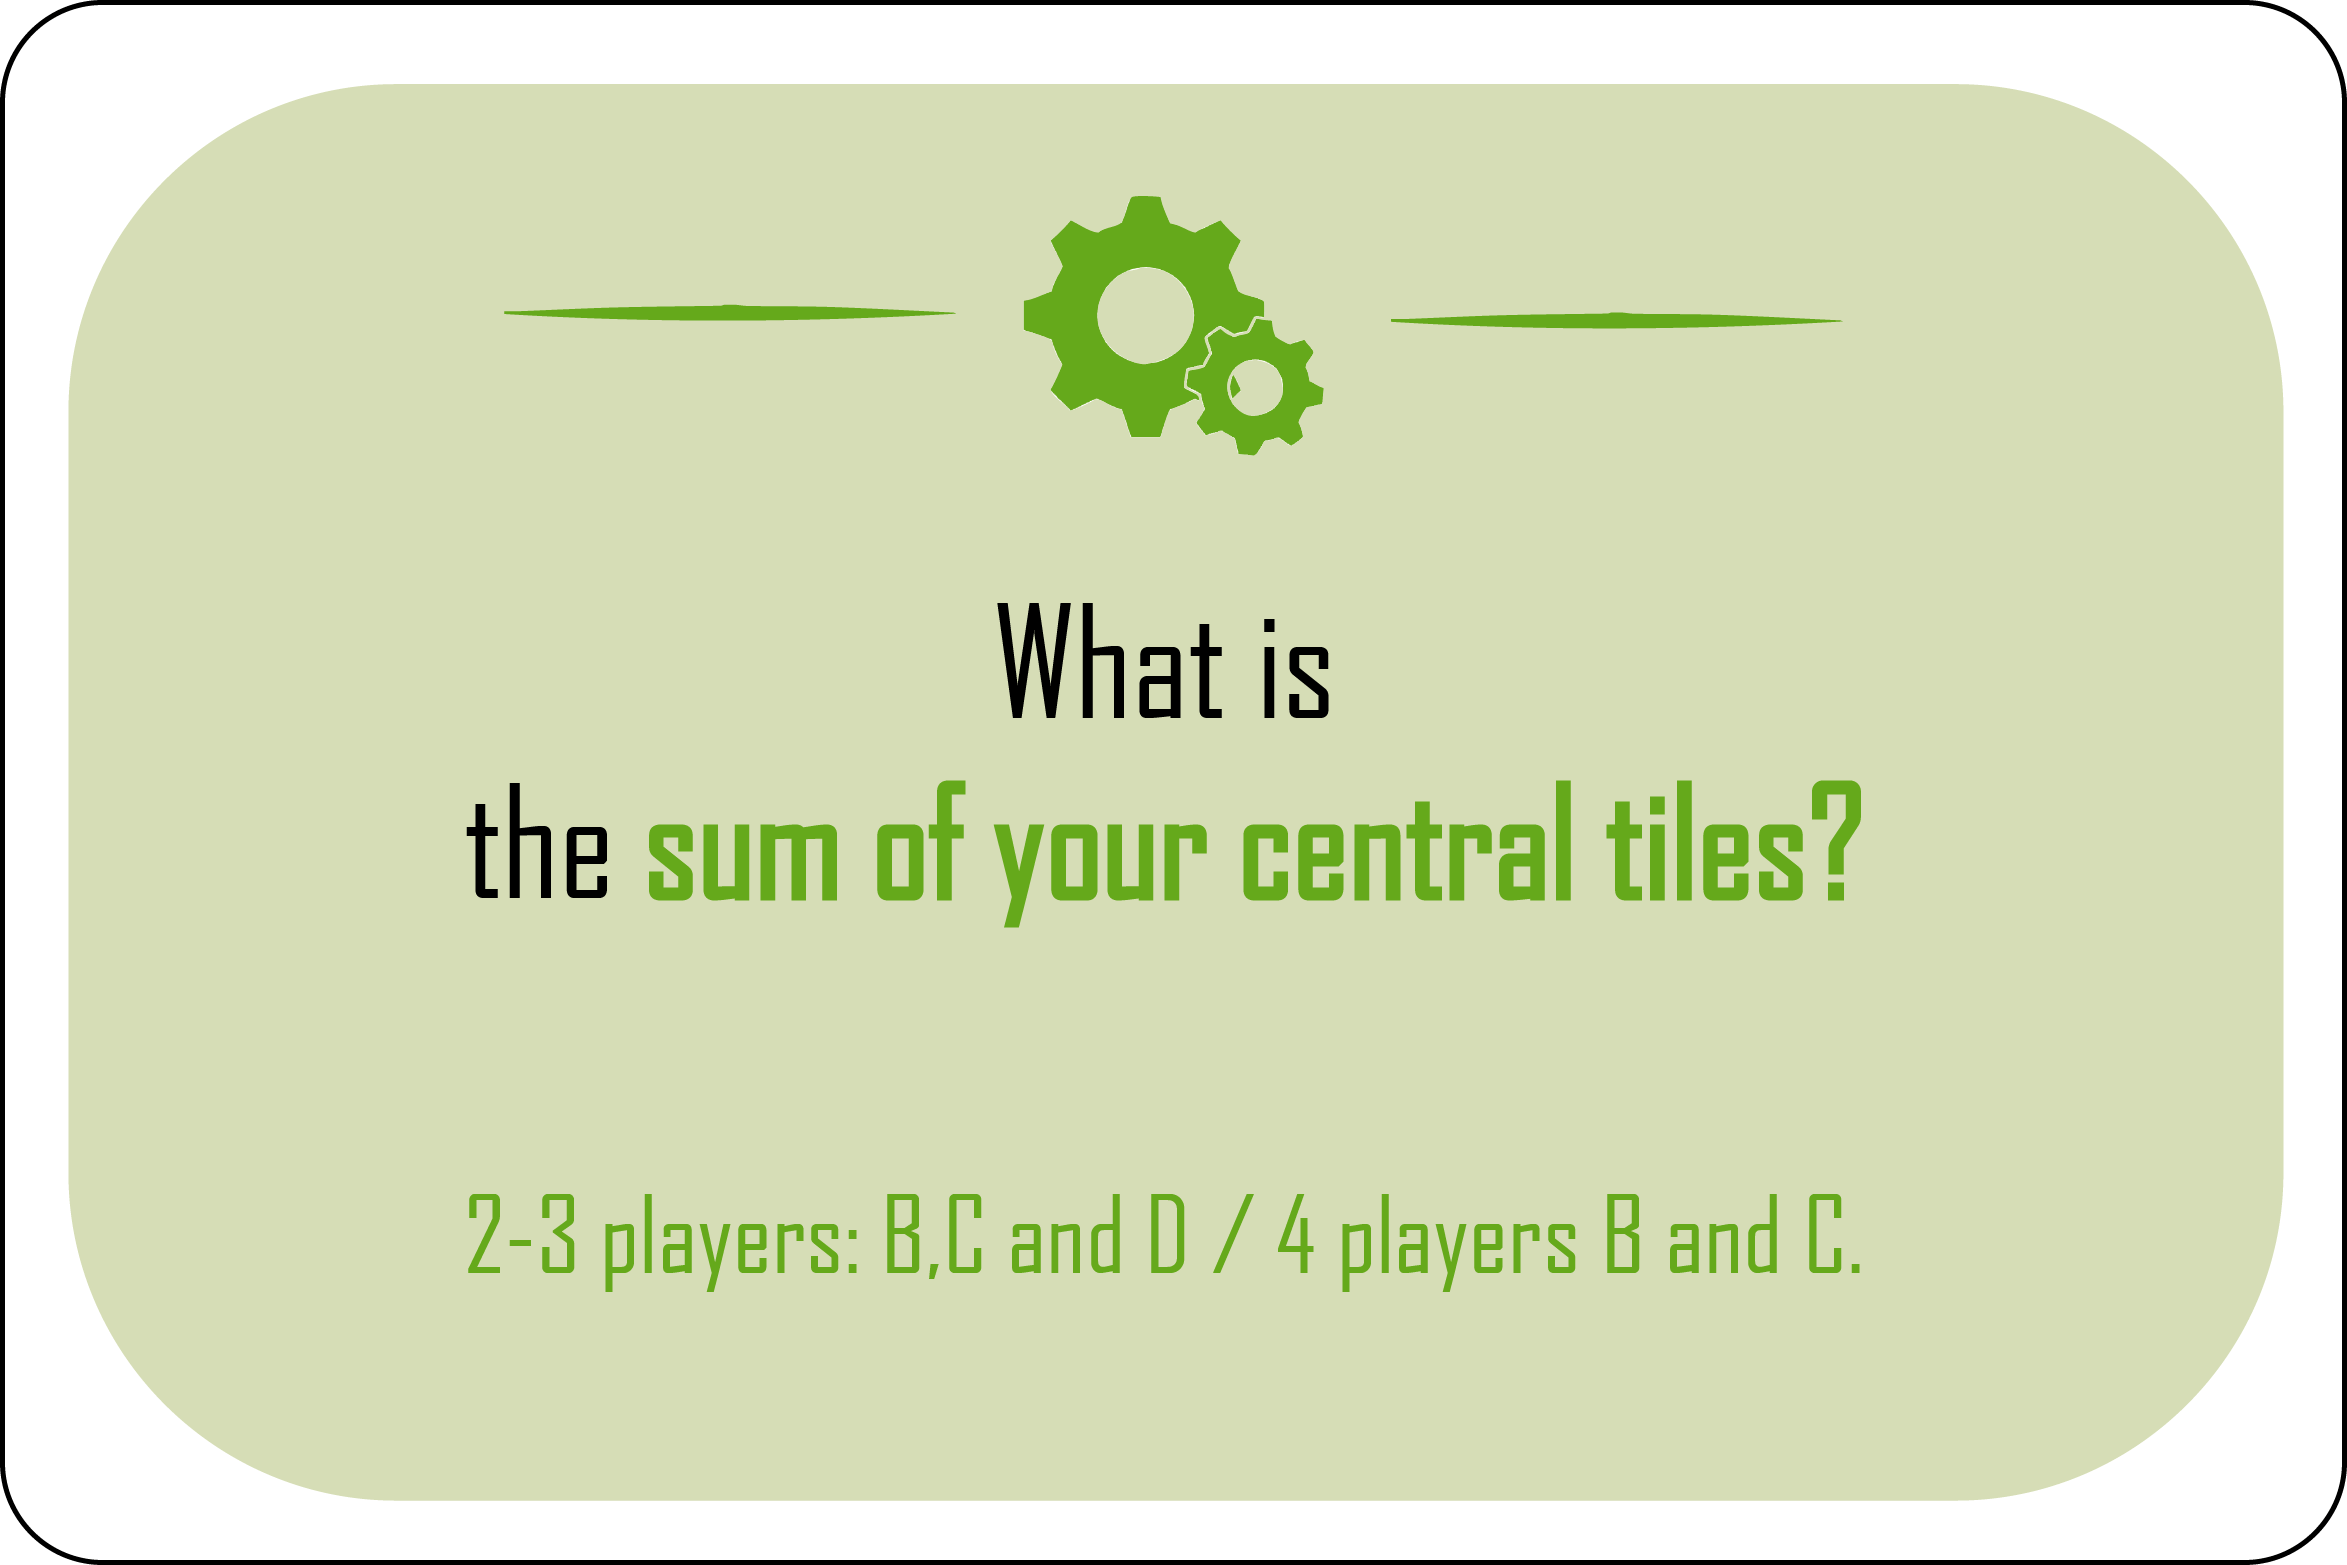 What is
the sum of your central tiles?
2-3 players: B,C and D / 4 players B and C.